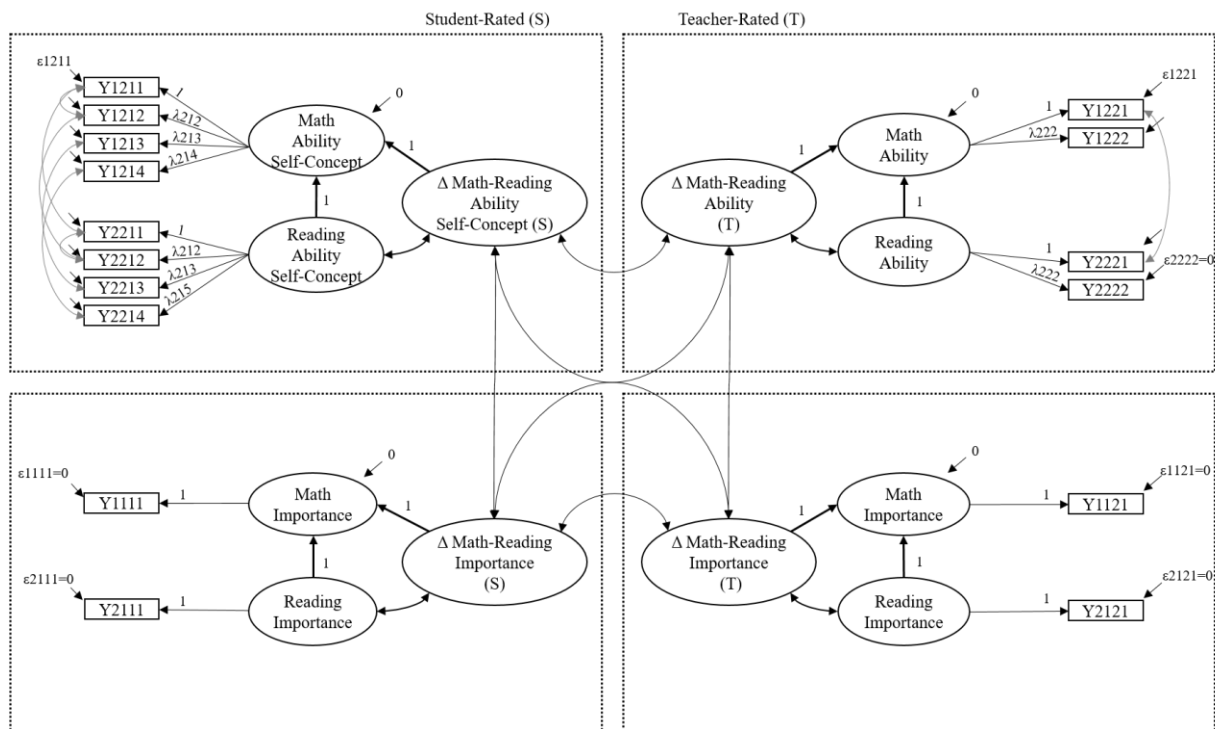 Student-Rated (S)
Teacher-Rated (T)
ε1211
Y1211
Y1212
Y1213
Y1214
1
λ212
λ213
λ214
Math
Ability
Self-Concept
0
1
Δ Math-Reading
Ability
Self-Concept (S)
1
Y2211
Y2212
Y2213
Y2214
1
λ212
λ213
λ215
Reading
Ability
Self-Concept
Δ Math-Reading
Ability
(T)
1
0
Math
Ability
1
Reading
Ability
1
λ222
ε1221
Y1221
Y1222
1
λ222
Y2221
ε2222=0
Y2222
ε1111=0
Y1111
1
Math
Importance
0
1
Δ Math-Reading
Importance
(S)
1
ε2111=0
Y2111
1
Reading
Importance
Δ Math-Reading
Importance
(T)
1
0
Math
Importance
1
ε1121=0
Y1121
1
Reading
Importance
1
ε2121=0
Y2121